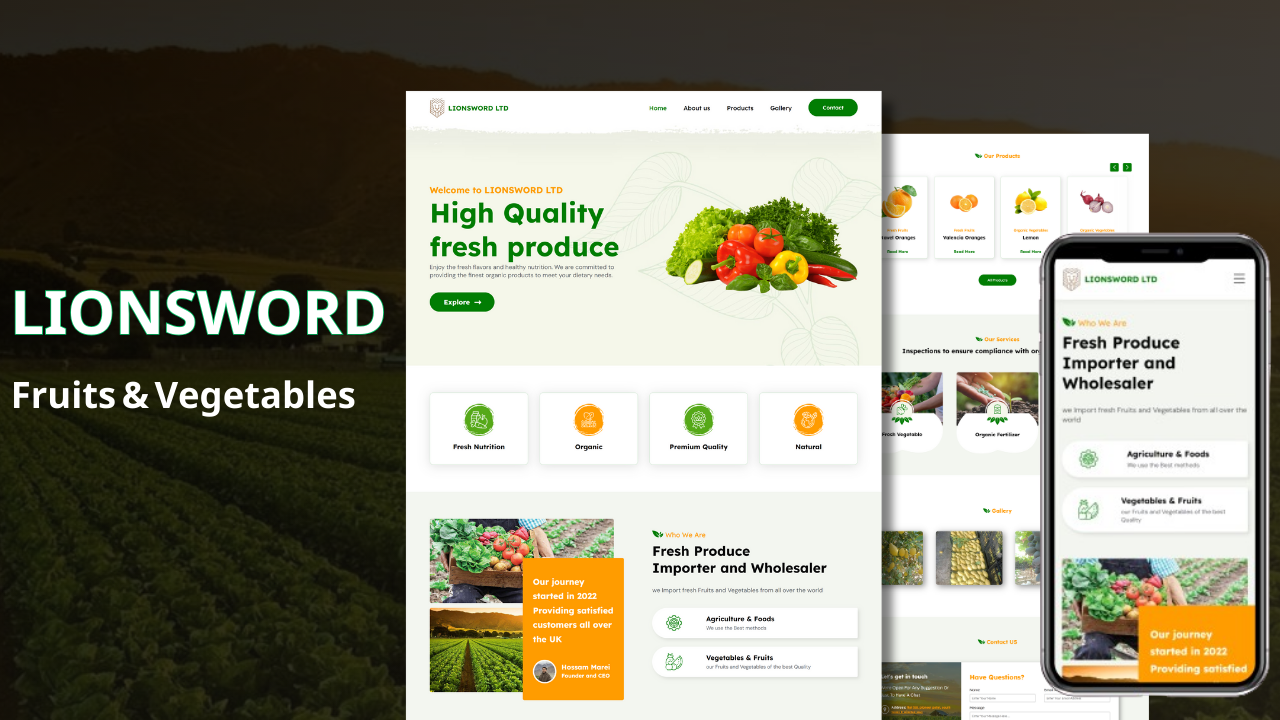 LIONSWORD
Fruits & Vegetables
LIONSWORD LTD
Home
About us
Products
Gallery
Contact
Welcome to LIONSWORD LTD
High Quality
fresh produce
Enjoy the fresh flavors and healthy nutrition. We are committed to
providing the finest organic products to meet your dietery needs.
Explore →
Fresh Nutrition
Organic
Premium Quality
Natural
Our journey
started in 2022
Providing satisfied
customers all over
the UK
Hossam Marei
Founder and CEO
Who We Are
Fresh Produce
Importer and Wholesaler
we Import fresh Fruits and Vegetables from all over the world
Agriculture & Foods
We use the Best methods
Vegetables & Fruits
our Fruits and Vegetables of the best Quality
Our Products
Fresh Fruits
Navel Oranges
Read More
Fresh Fruits
Valencia Oranges
Read More
Organic Vegetables
Lemon
Read More
Organic Vegetables
All Products
Our Services
Inspections to ensure compliance with or
Fresh Vegetable
Organic Fertilizer
Gallery
Contact US
Let's get in touch
Have Questions?
Name
Message
LIONSWORD LTD
Who We Are
Fresh Produce
Importer and
Wholesaler
we Import fresh Fruits and Vegetables from all over the
world
Agriculture & Foods
We use the Best methods
Vegetables & Fruits
our Fruits and Vegetables of the best
Quality
Our journey
started in 2022
Providing satisfied